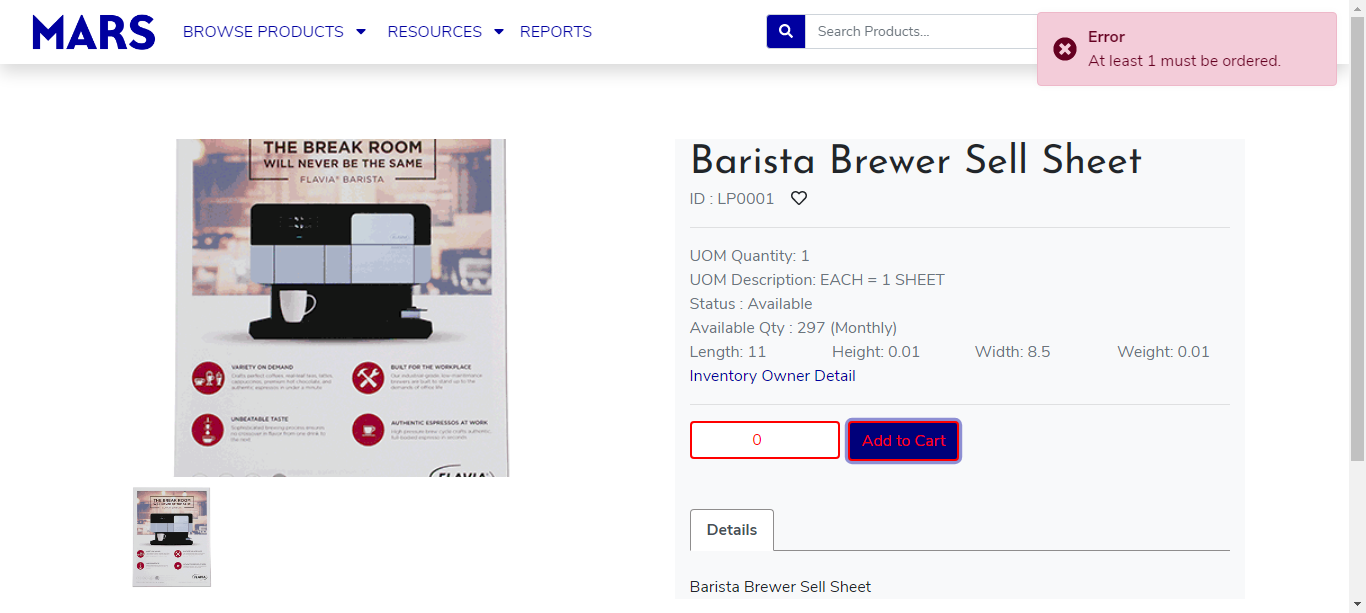 MARS
BROWSE PRODUCTS
RESOURCES
REPORTS
Search Products...
Error
At least 1 must be ordered.
THE BREAK ROOM
WILL NEVER BE THE SAME
FLAVIA® BARISTA
VARIETY ON DEMAND
BUILT FOR THE WORKPLACE
UNBEATABLE TASTE
AUTHENTIC ESPRESSOS AT WORK
Barista Brewer Sell Sheet
ID : LP0001
UOM Quantity: 1
UOM Description: EACH = 1 SHEET
Status : Available
Available Qty : 297 (Monthly)
Length: 11 Height: 0.01 Width: 8.5 Weight: 0.01
Inventory Owner Detail
0
Add to Cart
Details
Barista Brewer Sell Sheet